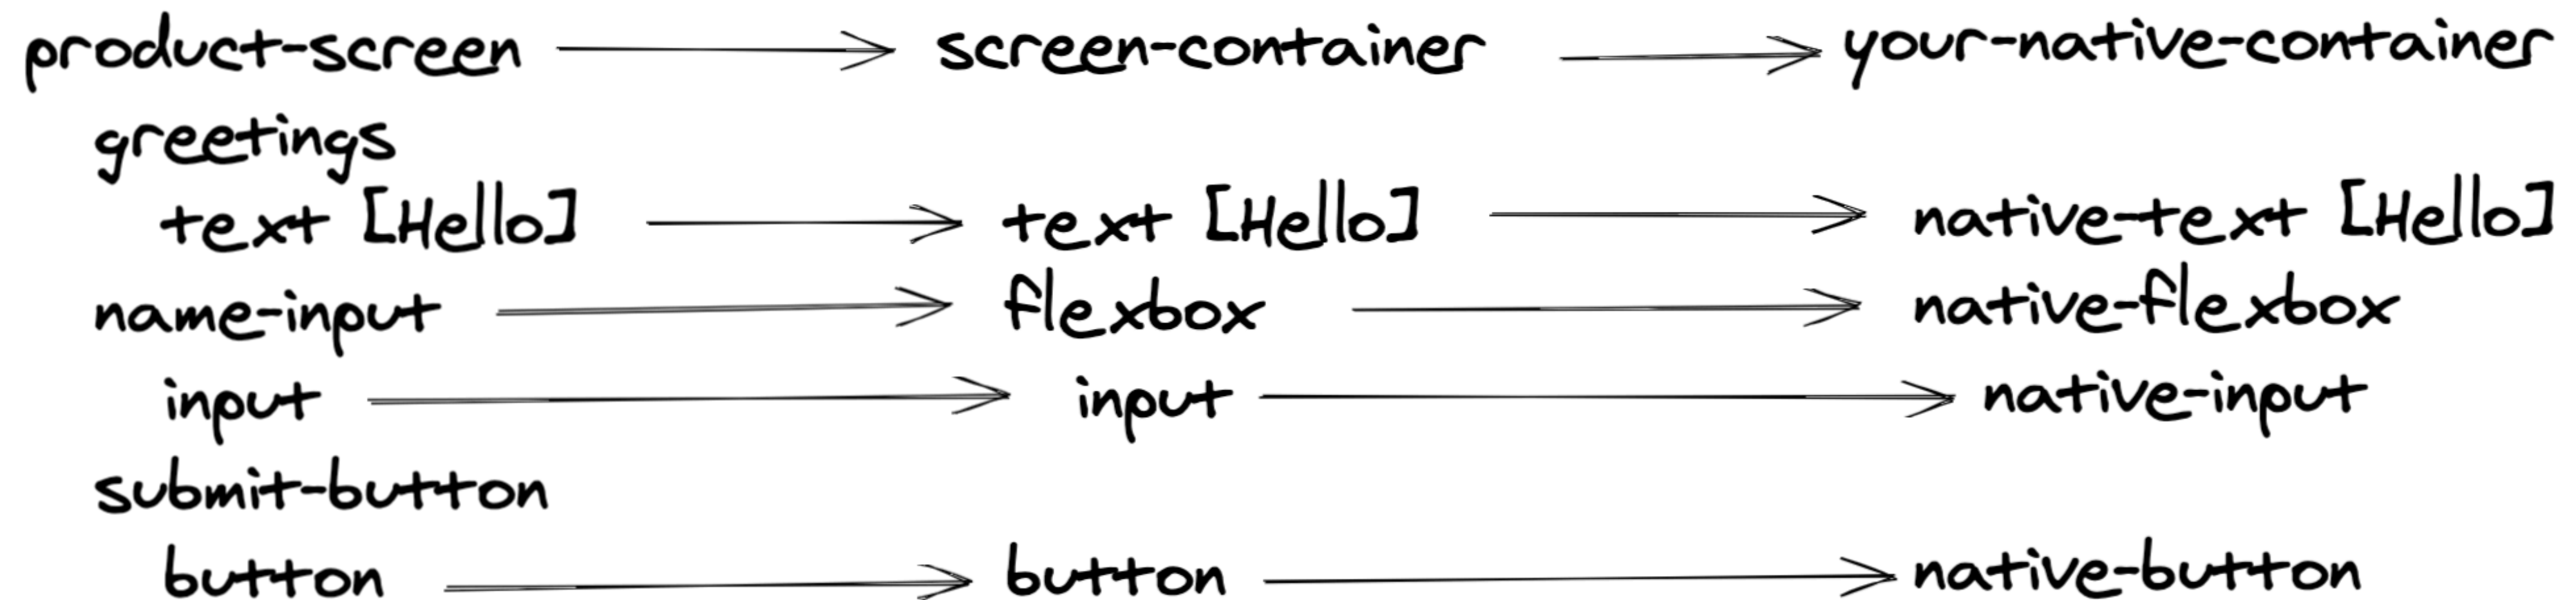 product-screen screen-container your-native-container
greetings
text [Hello] text [Hello] native-text [Hello]
name-input flexbox native-flexbox
input input native-input
submit-button
button button native-button